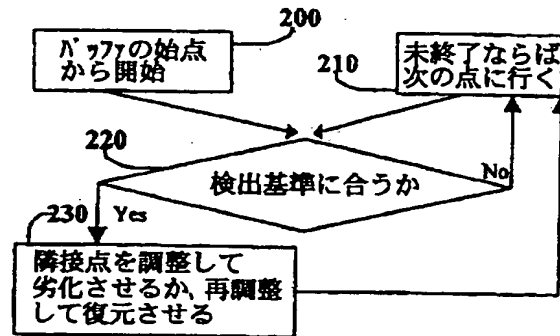 200
バッファの始点
から開始
210
未終了ならば
次の点に行く
220
検出基準に合うか
No
Yes
230
隣接点を調整して
劣化させるか、再調整
して復元させる